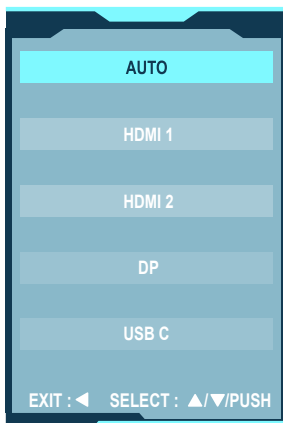 AUTO
HDMI 1
HDMI 2
DP
USB C
EXIT : ◀ SELECT : ▲/▼/PUSH